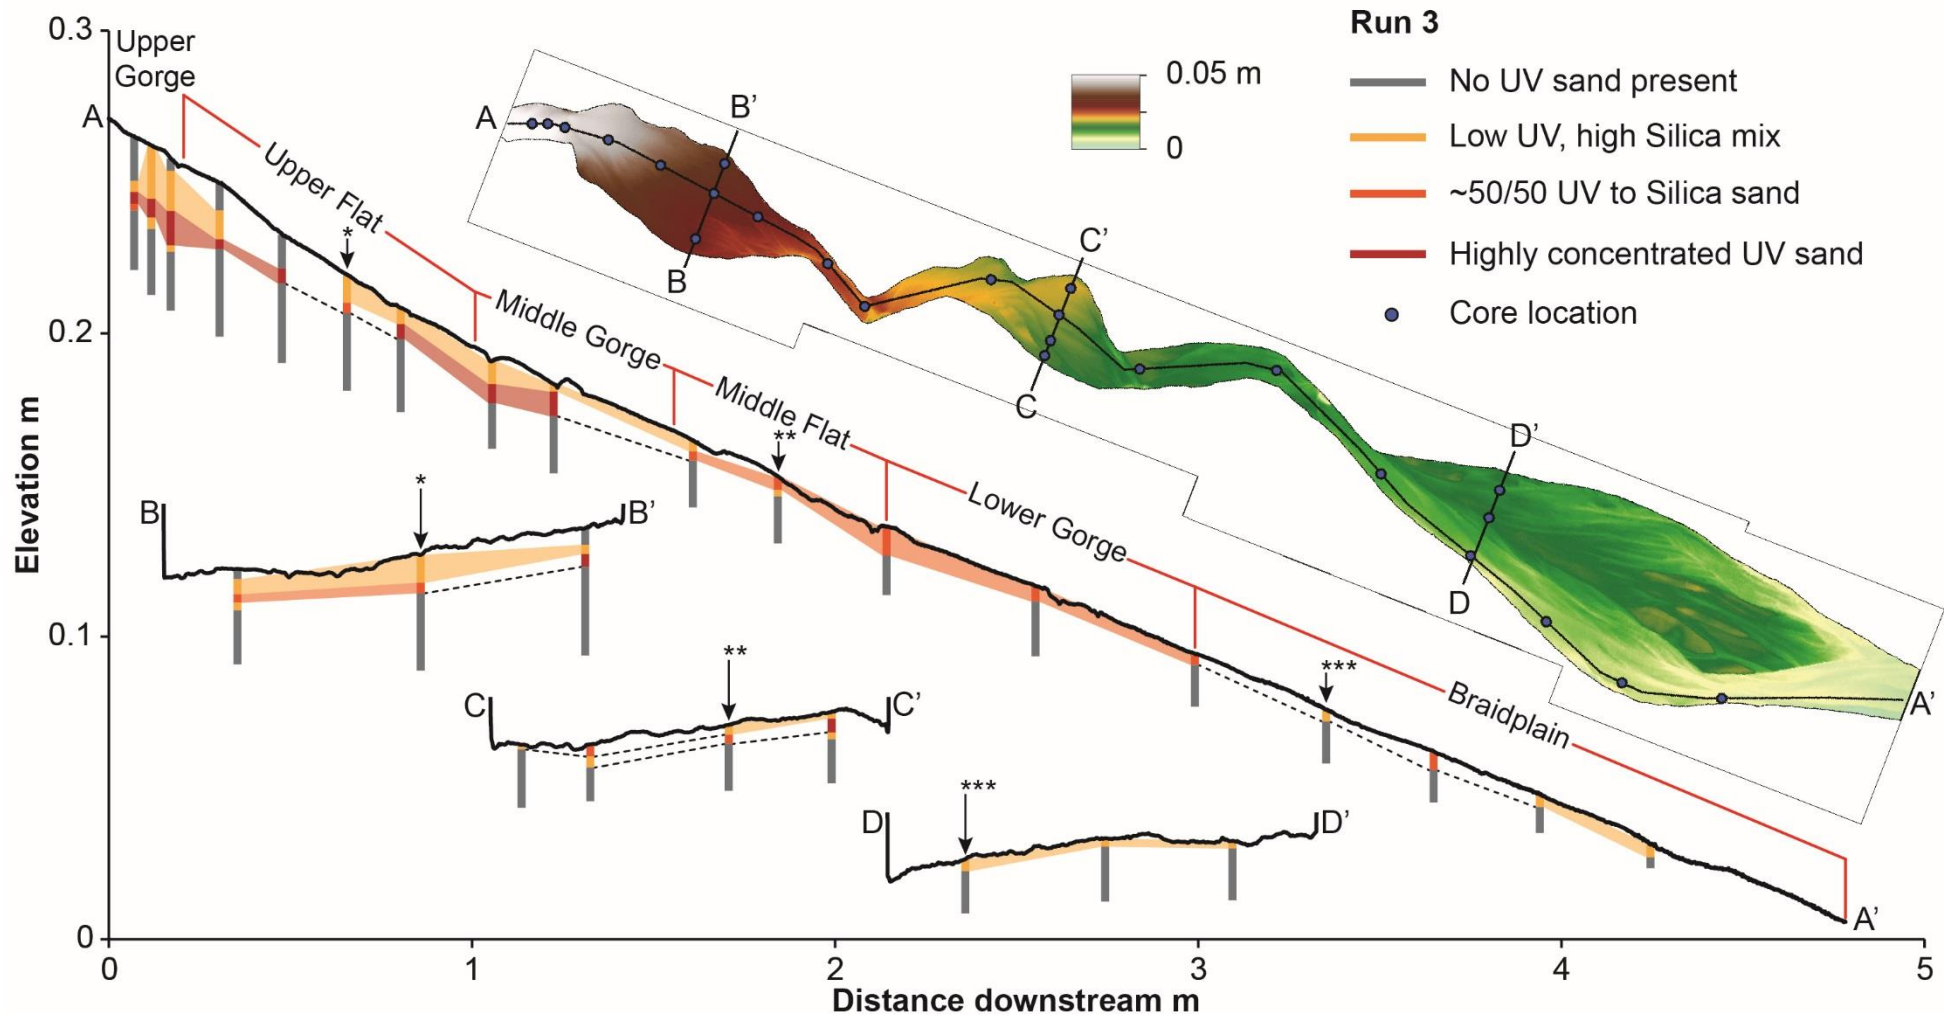 0.3
Upper
Gorge
A
Upper Flat
*
Middle Gorge
Middle Flat
**
Lower Gorge
***
Braidplain
A’
0.2
0.1
0
Elevation m
0
1
2
3
4
5
Distance downstream m
A
B’
B
C’
C
D’
D
A’
0.05 m
0
Run 3
No UV sand present
Low UV, high Silica mix
~50/50 UV to Silica sand
Highly concentrated UV sand
Core location
B
*
B’
C
**
C’
D
***
D’